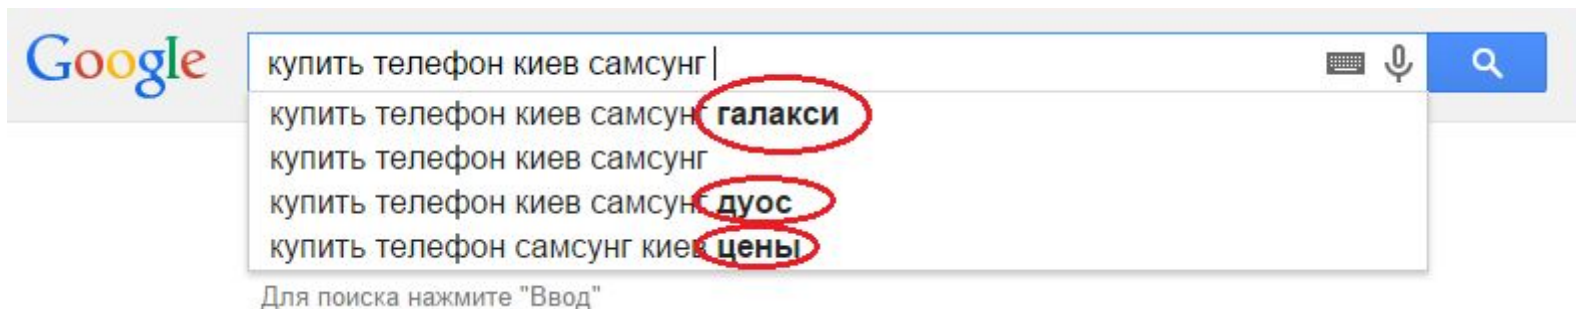 Google
купить телефон киев самсунг
купить телефон киев самсунг галакси
купить телефон киев самсунг
купить телефон киев самсунг дуос
купить телефон самсунг киев цены
Для поиска нажмите "Ввод"